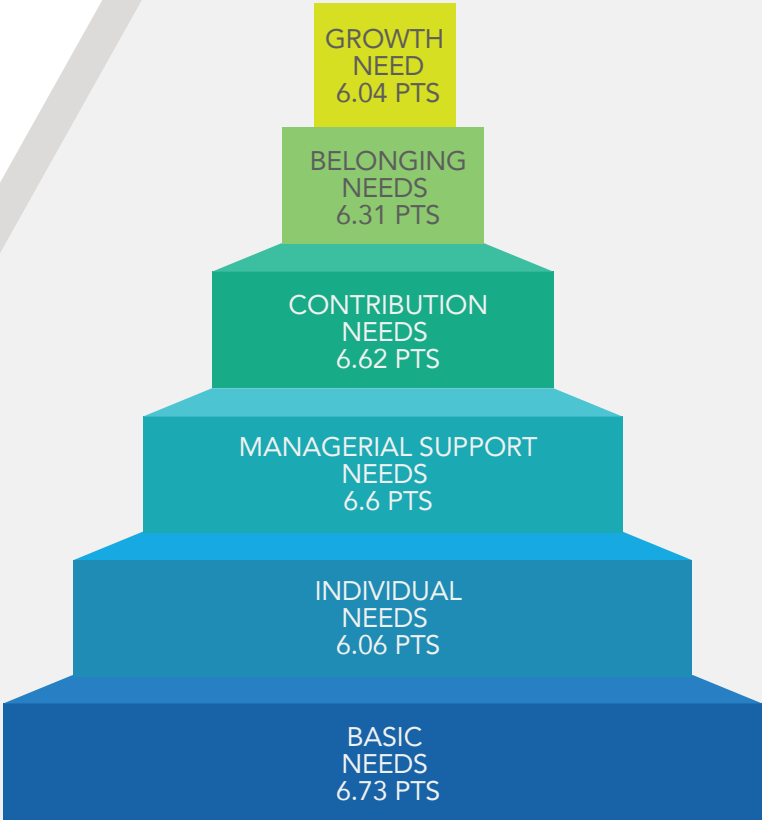 GROWTH
NEED
6.04 PTS
BELONGING
NEEDS
6.31 PTS
CONTRIBUTION
NEEDS
6.62 PTS
MANAGERIAL SUPPORT
NEEDS
6.6 PTS
INDIVIDUAL
NEEDS
6.06 PTS
BASIC
NEEDS
6.73 PTS